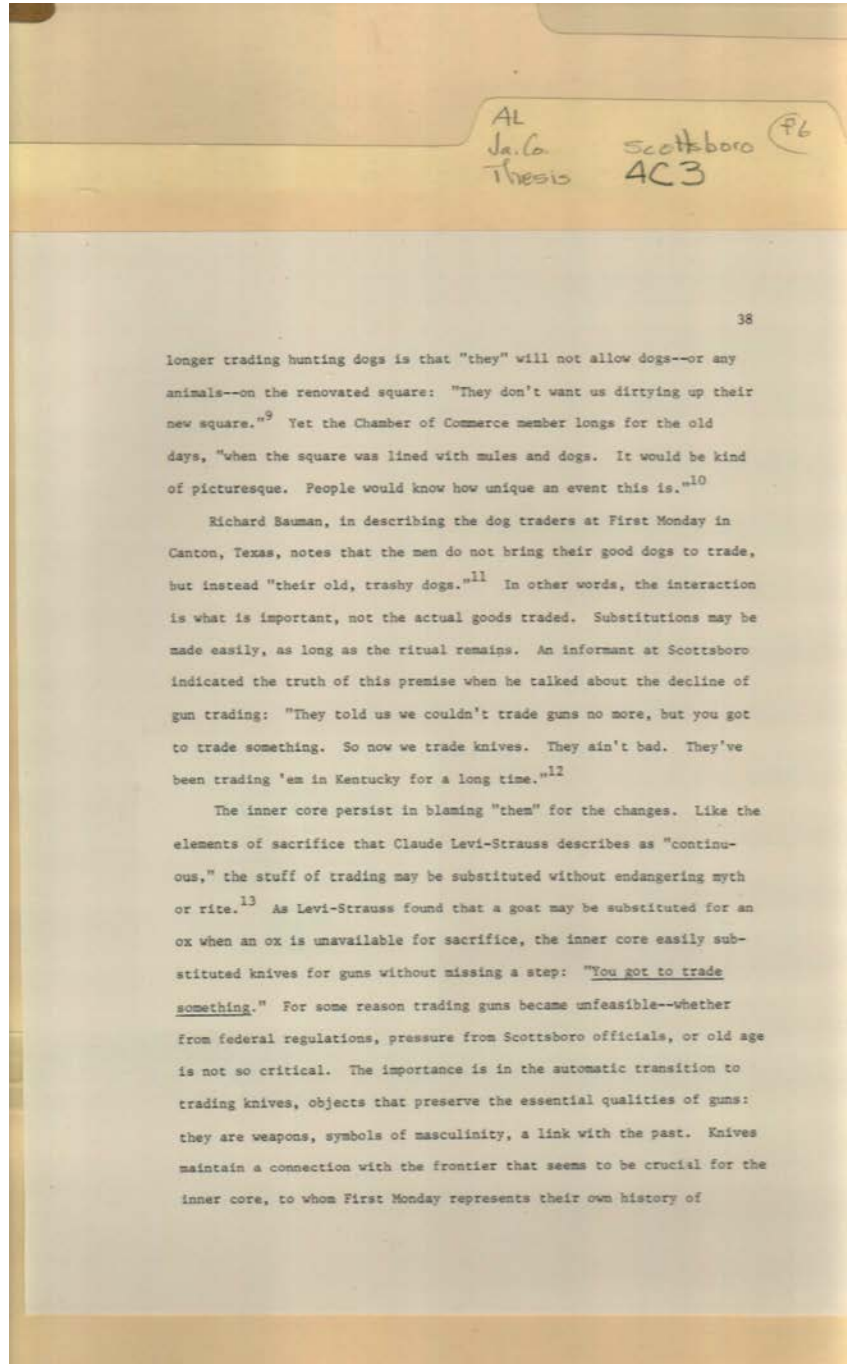 AL
Ja. Co. Scottsboro P6
Thesis 4C3
38
longer trading hunting dogs is that "they" will not allow dogs--or any
animals--on the renovated square: "They don't want us dirtying up their
new square."9 Yet the Chamber of Commerce member longs for the old
days, "when the square was lined with mules and dogs. It would be kind
of picturesque. People would know how unique an event this is."10
Richard Bauman, in describing the dog traders at First Monday in
Canton, Texas, notes that the men do not bring their good dogs to trade,
but instead "their old, trashy dogs."11 In other words, the interaction
is what is important, not the actual goods traded. Substitutions may be
made easily, as long as the ritual remains. An informant at Scottsboro
indicated the truth of this premise when he talked about the decline of
gun trading: "They told us we couldn't trade guns no more, but you got
to trade something. So now we trade knives. They ain't bad. They've
been trading 'em in Kentucky for a long time."12
The inner core persist in blaming "them" for the changes. Like the
elements of sacrifice that Claude Levi-Strauss describes as "continu-
ous," the stuff of trading may be substituted without endangering myth
or rite.13 As Levi-Strauss found that a goat may be substituted for an
ox when an ox is unavailable for sacrifice, the inner core easily sub-
stituted knives for guns without missing a step: "You got to trade
something." For some reason trading guns became unfeasible--whether
from federal regulations, pressure from Scottsboro officials, or old age
is not so critical. The importance is in the automatic transition to
trading knives, objects that preserve the essential qualities of guns:
they are weapons, symbols of masculinity, a link with the past. Knives
maintain a connection with the frontier that seems to be crucial for the
inner core, to whom First Monday represents their own history of